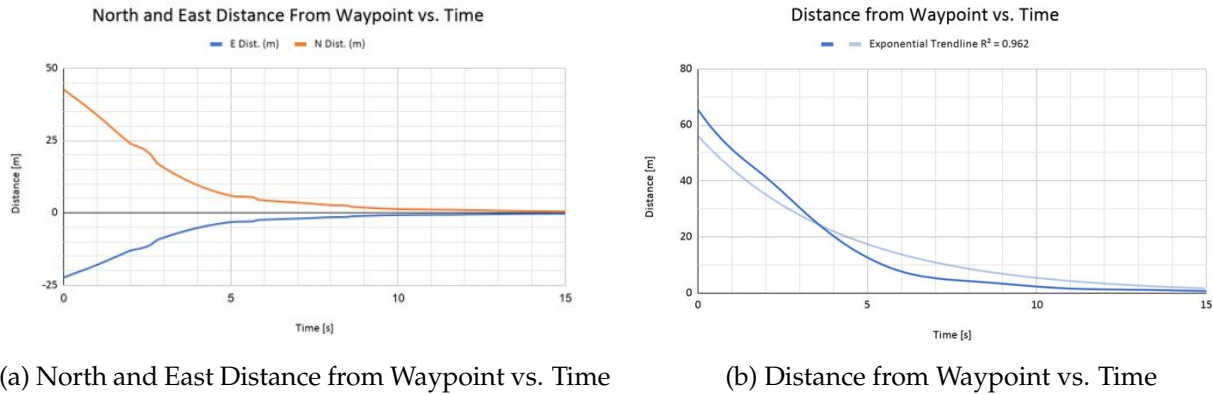 North and East Distance From Waypoint vs. Time
E Dist. (m) N Dist. (m)
50
25
0
-25
Distance [m]
0 5 10 15
Time [s]
(a) North and East Distance from Waypoint vs. Time
Distance from Waypoint vs. Time
Exponential Trendline R² = 0.962
80
60
40
20
0
Distance [m]
0 5 10 15
Time [s]
(b) Distance from Waypoint vs. Time